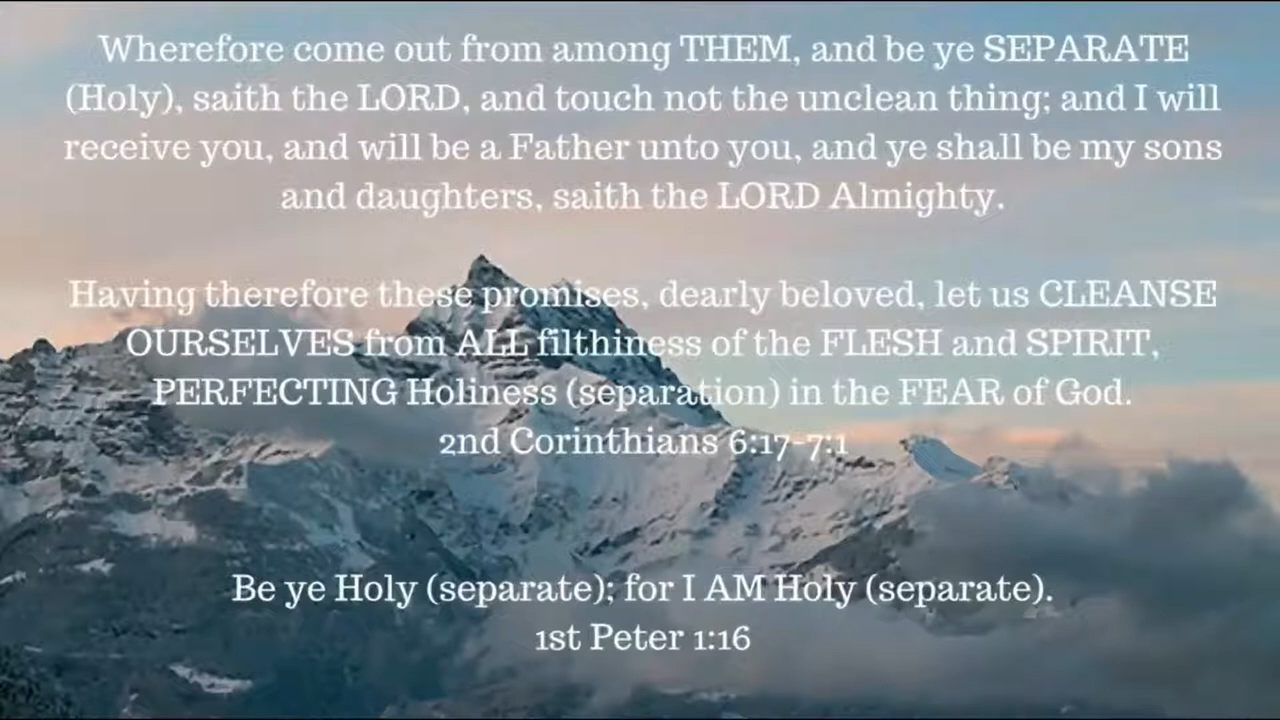 Wherefore come out from among THEM, and be ye SEPARATE
(Holy), saith the LORD, and touch not the unclean thing; and I will
receive you, and will be a Father unto you, and ye shall be my sons
and daughters, saith the LORD Almighty.
Having therefore these promises, dearly beloved, let us CLEANSE
OURSELVES from ALL filthiness of the FLESH and SPIRIT,
PERFECTING Holiness (separation) in the FEAR of God.
2nd Corinthians 6:17-7:1
Be ye Holy (separate); for I AM Holy (separate).
1st Peter 1:16